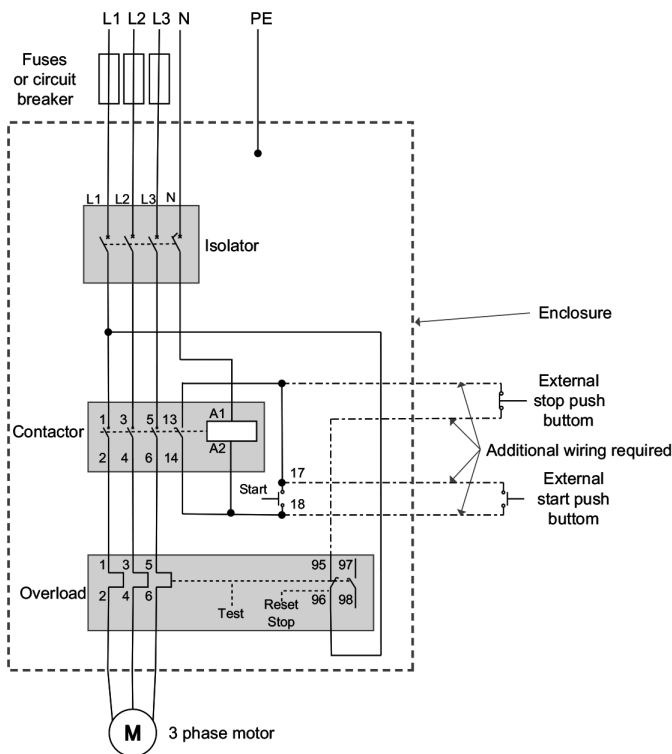 L1 L2 L3 N PE
Fuses
or circuit
breaker
L1 L2 L3 N
Isolator
Enclosure
External
stop push
buttom
Additional wiring required
External
start push
buttom
Contactor
1 3 5 13 A1
2 4 6 14 A2
17
Start
18
Overload
1 3 5 95 97
2 4 6 96 98
Test
Reset
Stop
M
3 phase motor